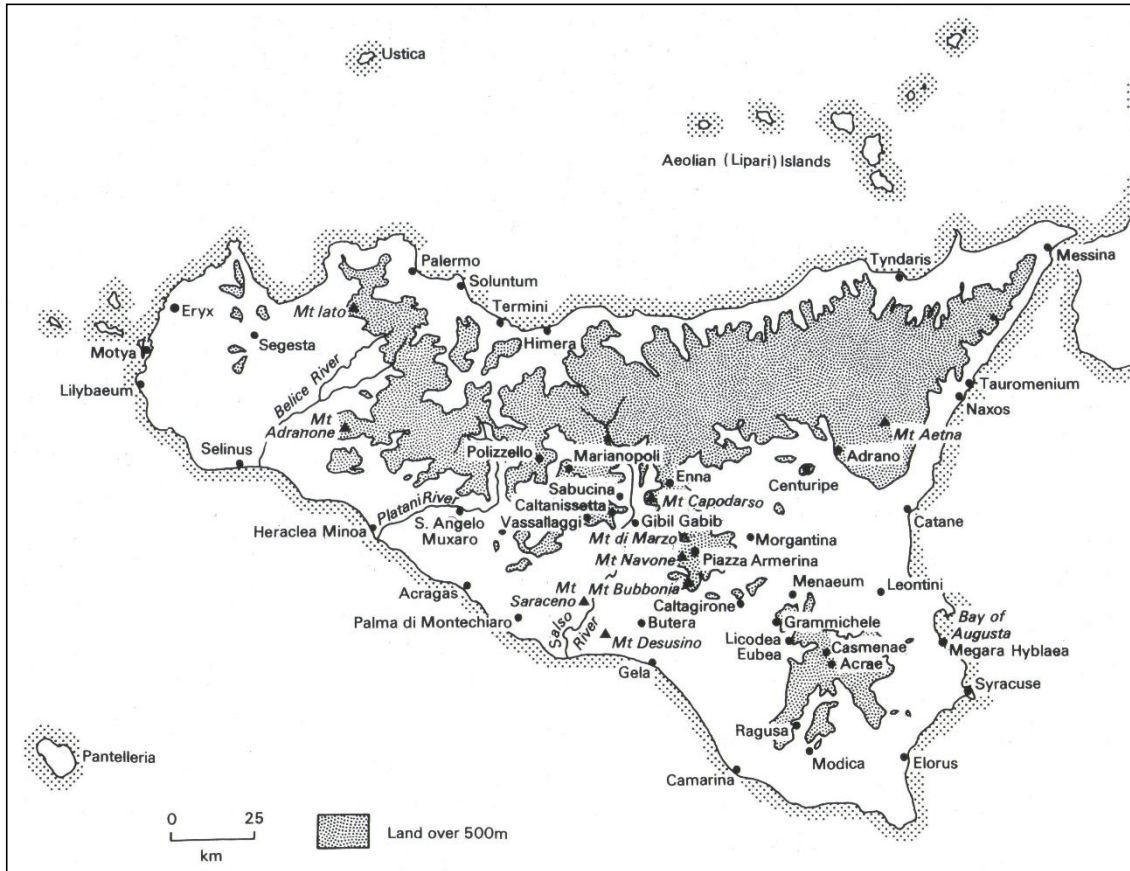 Ustica
Aeolian (Lipari) Islands
Messina
Tyndaris
Palermo
Soluntum
Termini
Himera
Eryx
Mt Iato
Segesta
Motya
Lilybaeum
Belice River
Mt
Adranone
Selinus
Tauromenium
Naxos
Mt Aetna
Adrano
Polizzello
Marianopoli
Enna
Centuripe
Sabucina
Mt Capodarso
Caltanissetta
Vassallaggi
Gibil Gabib
Platani River
S. Angelo
Muxaro
Heraclea Minoa
Catane
Mt di Marzo
Morgantina
Mt Navone
Piazza Armerina
Mt Bubbonia
Mt
Saraceno
Menaeum
Leontini
Acragas
Caltagirone
Palma di Montechiaro
Butera
Salso
River
Mt Desusino
Grammichele
Bay of
Augusta
Megara Hyblaea
Licodea
Eubea
Casmenae
Acrae
Gela
Syracuse
Ragusa
Modica
Elorus
Camarina
Pantelleria
0 25
km
Land over 500m